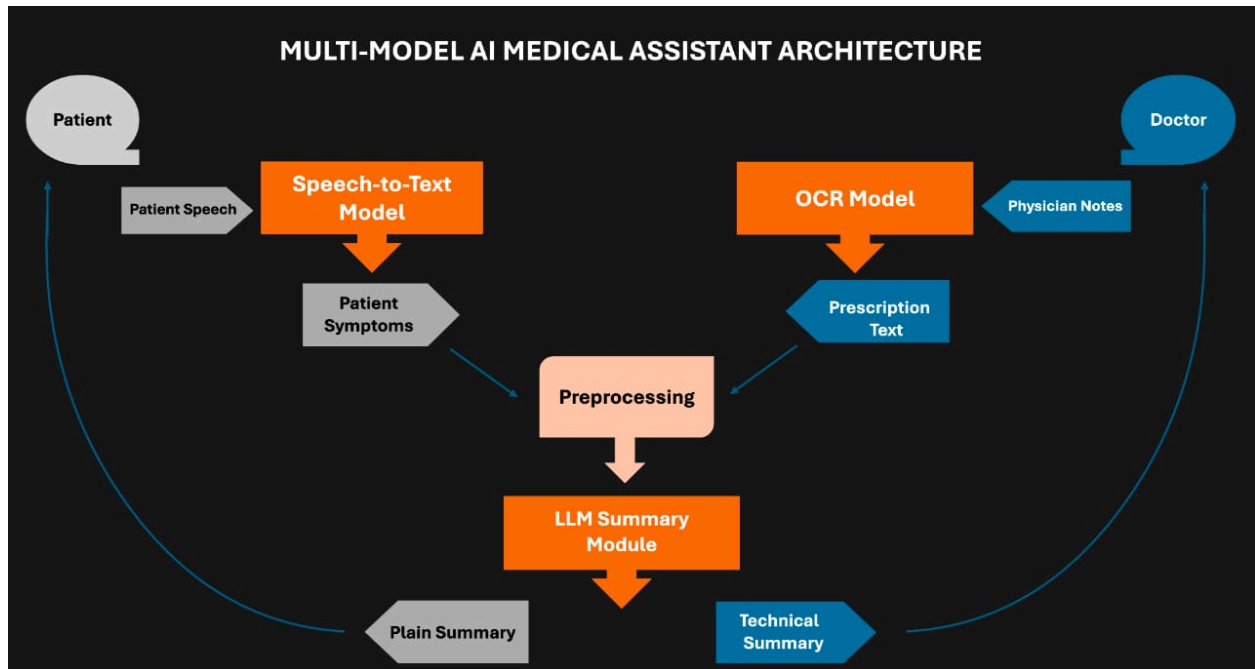 MULTI-MODEL AI MEDICAL ASSISTANT ARCHITECTURE
Patient
Doctor
Patient Speech
Speech-to-Text
Model
OCR Model
Physician Notes
Patient
Symptoms
Prescription
Text
Preprocessing
LLM Summary
Module
Plain Summary
Technical
Summary